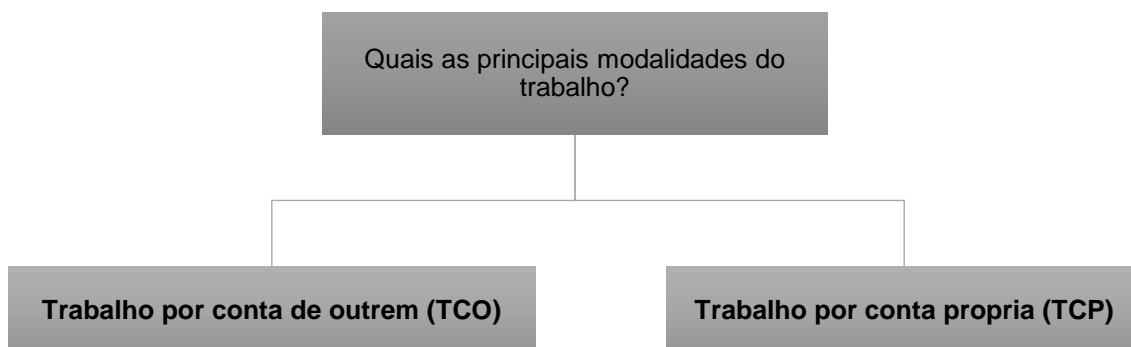 Quais as principais modalidades do
trabalho?
Trabalho por conta de outrem (TCO)
Trabalho por conta propria (TCP)